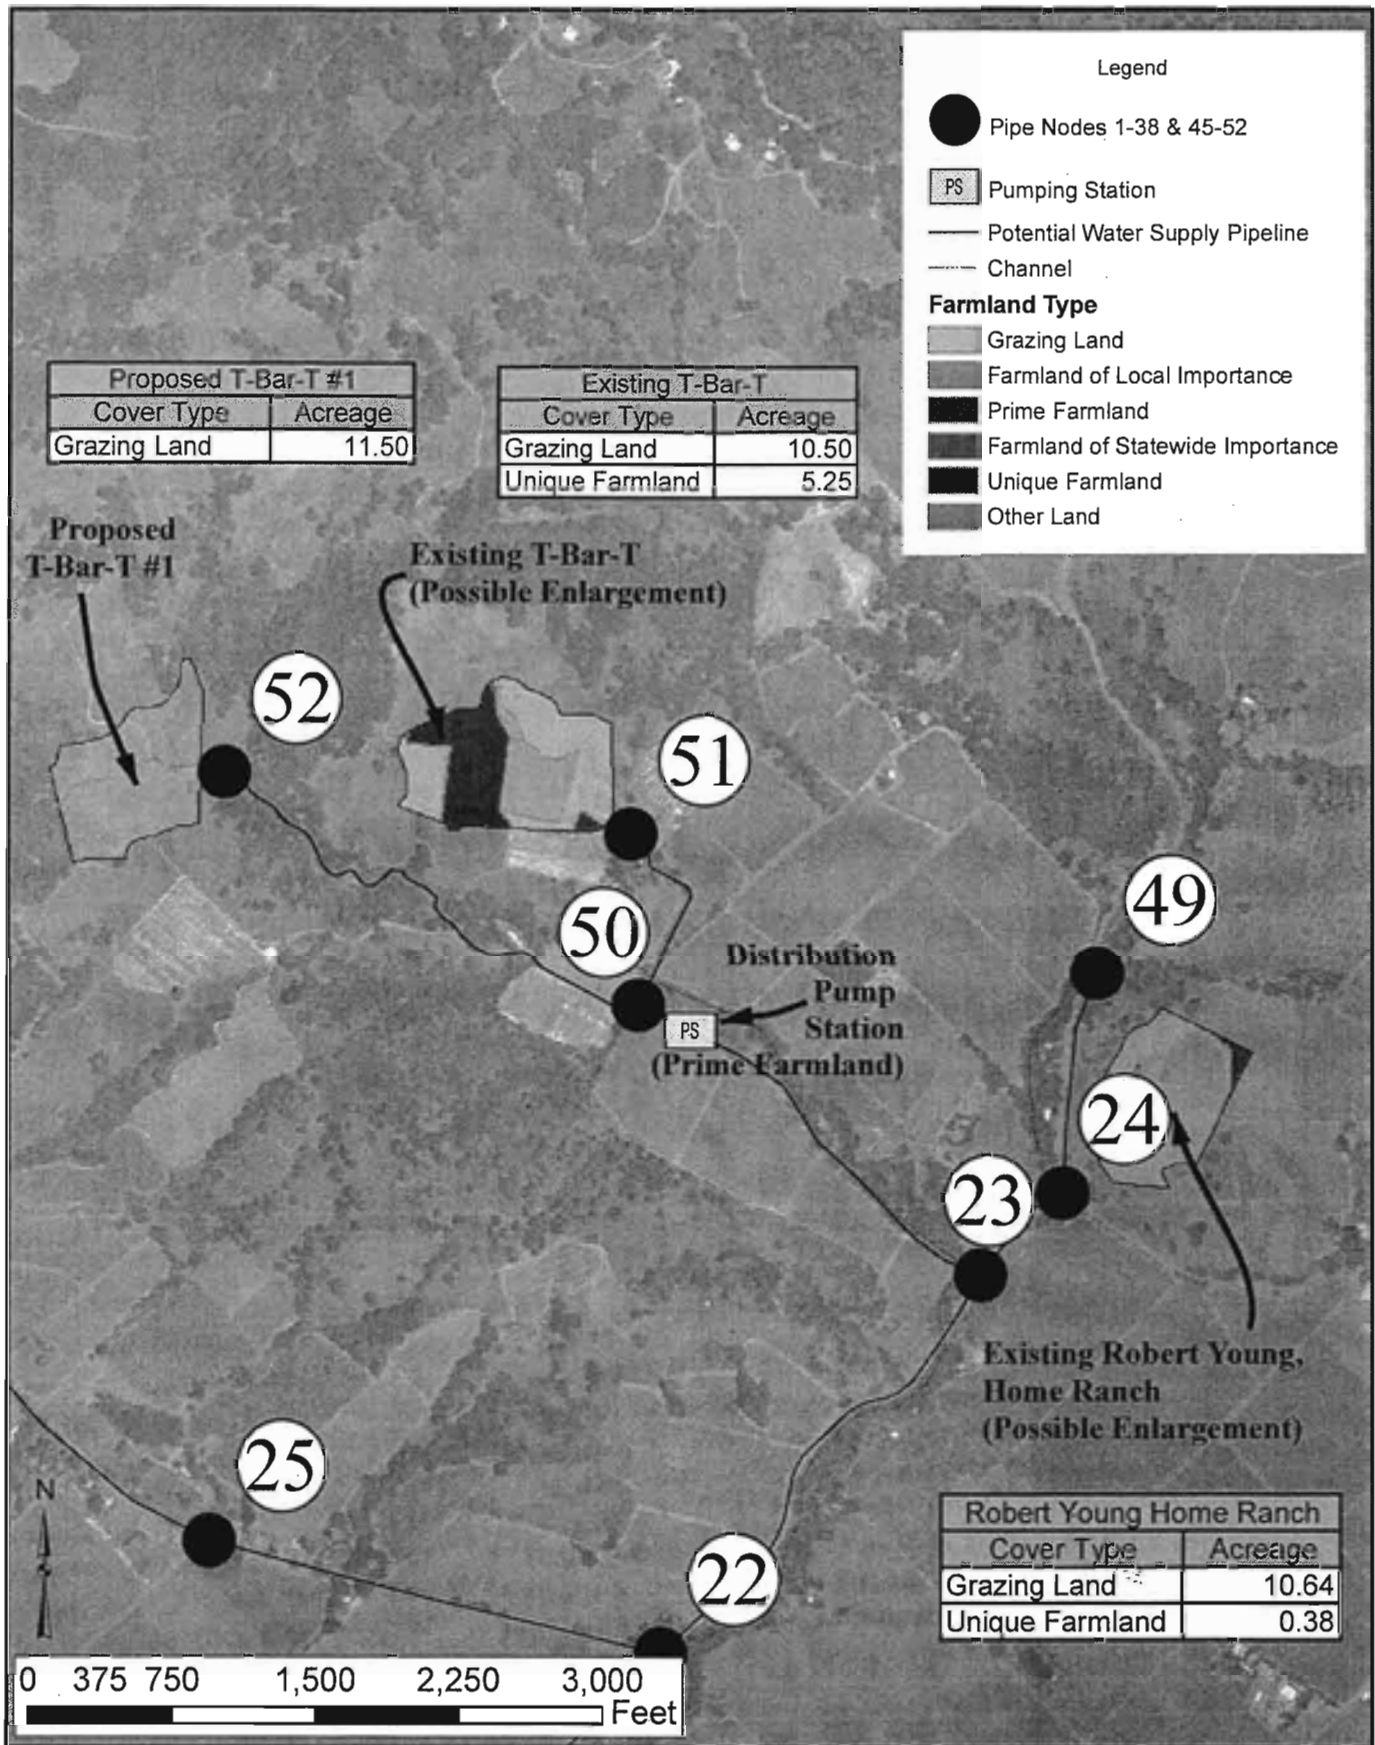 Legend
Pipe Nodes 1-38 & 45-52
PS Pumping Station
Potential Water Supply Pipeline
Channel
Farmland Type
Grazing Land
Farmland of Local Importance
Prime Farmland
Farmland of Statewide Importance
Unique Farmland
Other Land
Proposed T-Bar-T #1
Cover Type Acreage
Grazing Land 11.50
Existing T-Bar-T
Cover Type Acreage
Grazing Land 10.50
Unique Farmland 5.25
Proposed
T-Bar-T #1
Existing T-Bar-T
(Possible Enlargement)
52
51
49
50
Distribution
Pump
Station
(Prime Farmland)
PS
24
23
Existing Robert Young,
Home Ranch
(Possible Enlargement)
25
N
22
Robert Young Home Ranch
Cover Type Acreage
Grazing Land 10.64
Unique Farmland 0.38
0 375 750 1,500 2,250 3,000
Feet